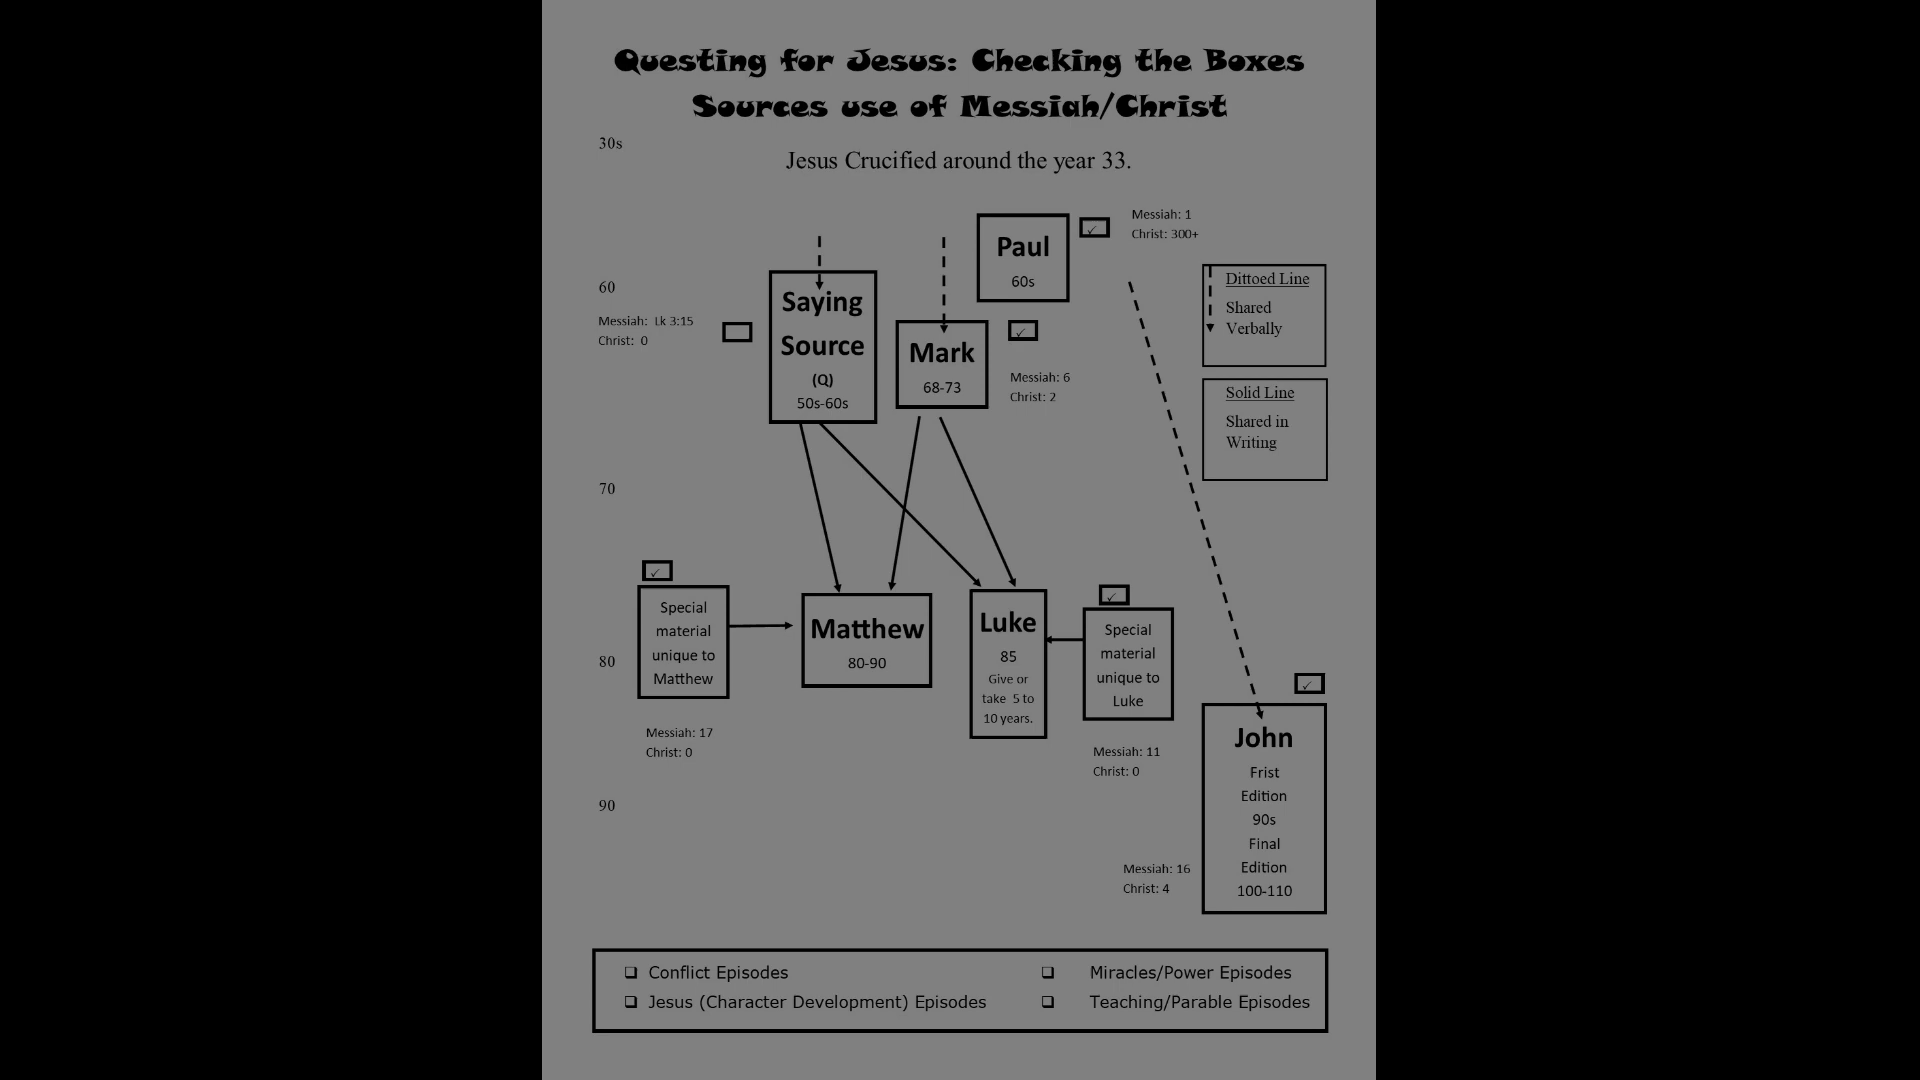 Questing for Jesus: Checking the Boxes
Sources use of Messiah/Christ
30s
Jesus Crucified around the year 33.
Messiah: 1
Christ: 300+
Paul
60s
60
Messiah: Lk 3:15
Christ: 0
Saying
Source
(Q)
50s-60s
Mark
68-73
Messiah: 6
Christ: 2
Dittoed Line
Shared
Verbally
Solid Line
Shared in
Writing
70
80
Special
material
unique to
Matthew
Messiah: 17
Christ: 0
Matthew
80-90
Luke
85
Give or
take 5 to
10 years.
Special
material
unique to
Luke
Messiah: 11
Christ: 0
90
John
Frist
Edition
90s
Final
Edition
100-110
Messiah: 16
Christ: 4
Conflict Episodes
Jesus (Character Development) Episodes
Miracles/Power Episodes
Teaching/Parable Episodes